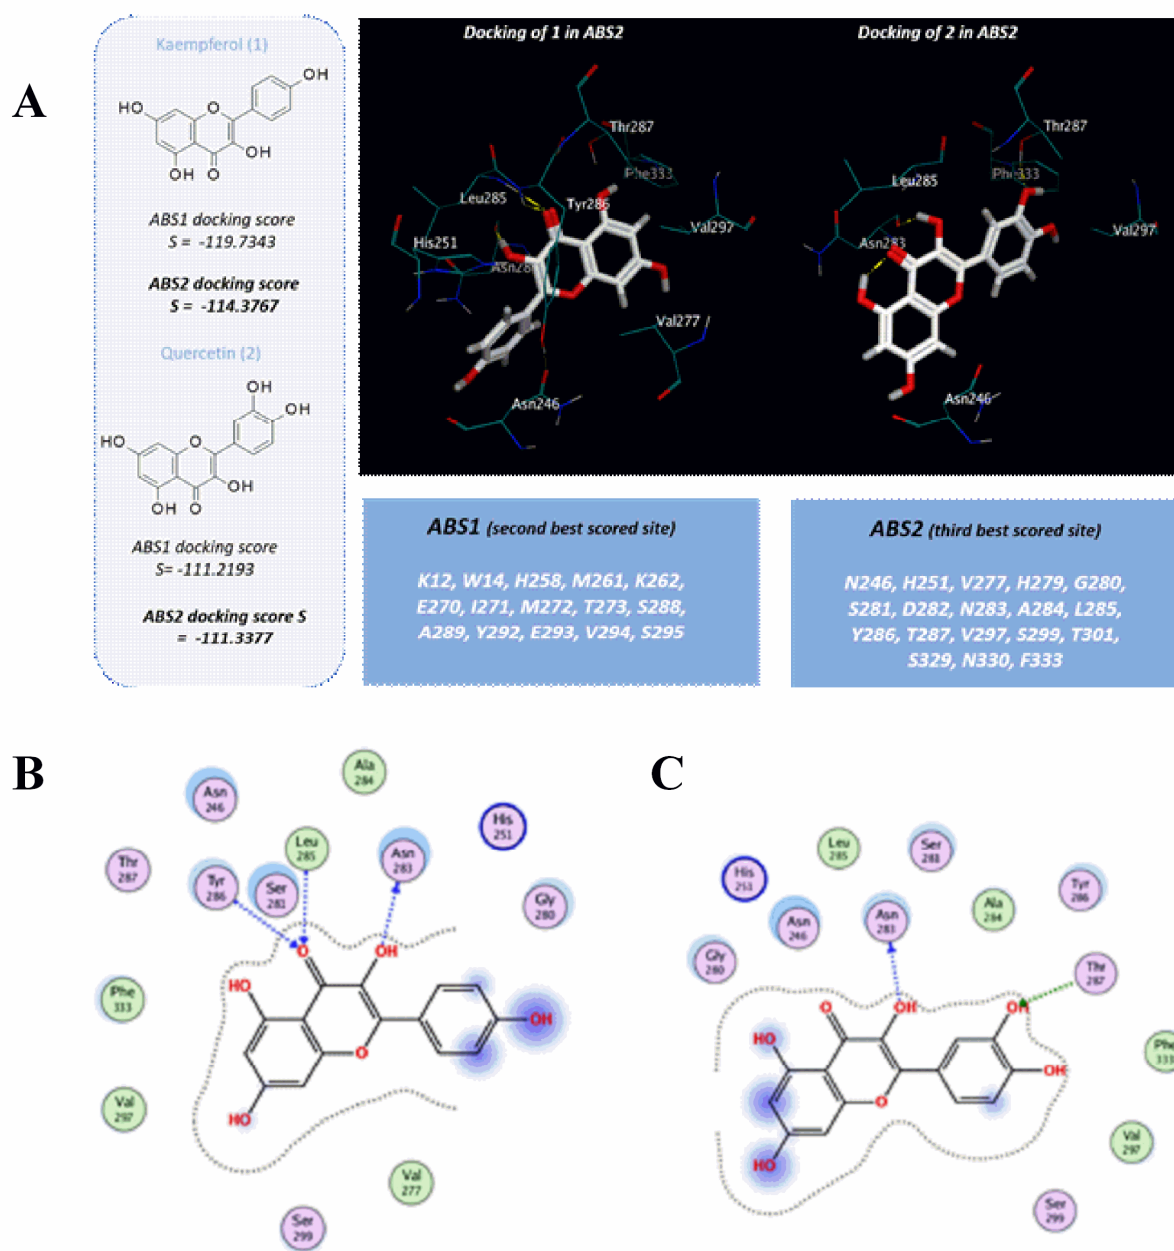 A
Kaempferol (1)
OH
HO
O
OH
OH
O
ABS1 docking score
S = -119.7343
ABS2 docking score
S = -114.3767
Quercetin (2)
OH
OH
HO
O
OH
OH
O
ABS1 docking score
S= -111.2193
ABS2 docking score S
= -111.3377
Docking of 1 in ABS2
Thr287
Phe333
Leu285
Tyr286
His251
Val297
Val277
Asn246
Docking of 2 in ABS2
Thr287
Phe333
Leu285
Asn283
Val297
Asn246
ABS1 (second best scored site)
K12, W14, H258, M261, K262,
E270, I271, M272, T273, S288,
A289, Y292, E293, V294, S295
ABS2 (third best scored site)
N246, H251, V277, H279, G280,
S281, D282, N283, A284, L285,
Y286, T287, V297, S299, T301,
S329, N330, F333
B
Ala
284
Asn
246
His
251
Leu
285
Thr
287
Asn
283
Tyr
286
Ser
281
Gly
280
O
OH
HO
Phe
333
OH
O
Val
297
HO
Val
277
Ser
299
C
Leu
285
Ser
281
His
251
Tyr
286
Asn
283
Asn
246
Ala
284
Gly
280
Thr
287
O
OH
OH
HO
Phe
333
OH
O
Val
297
HO
Ser
299